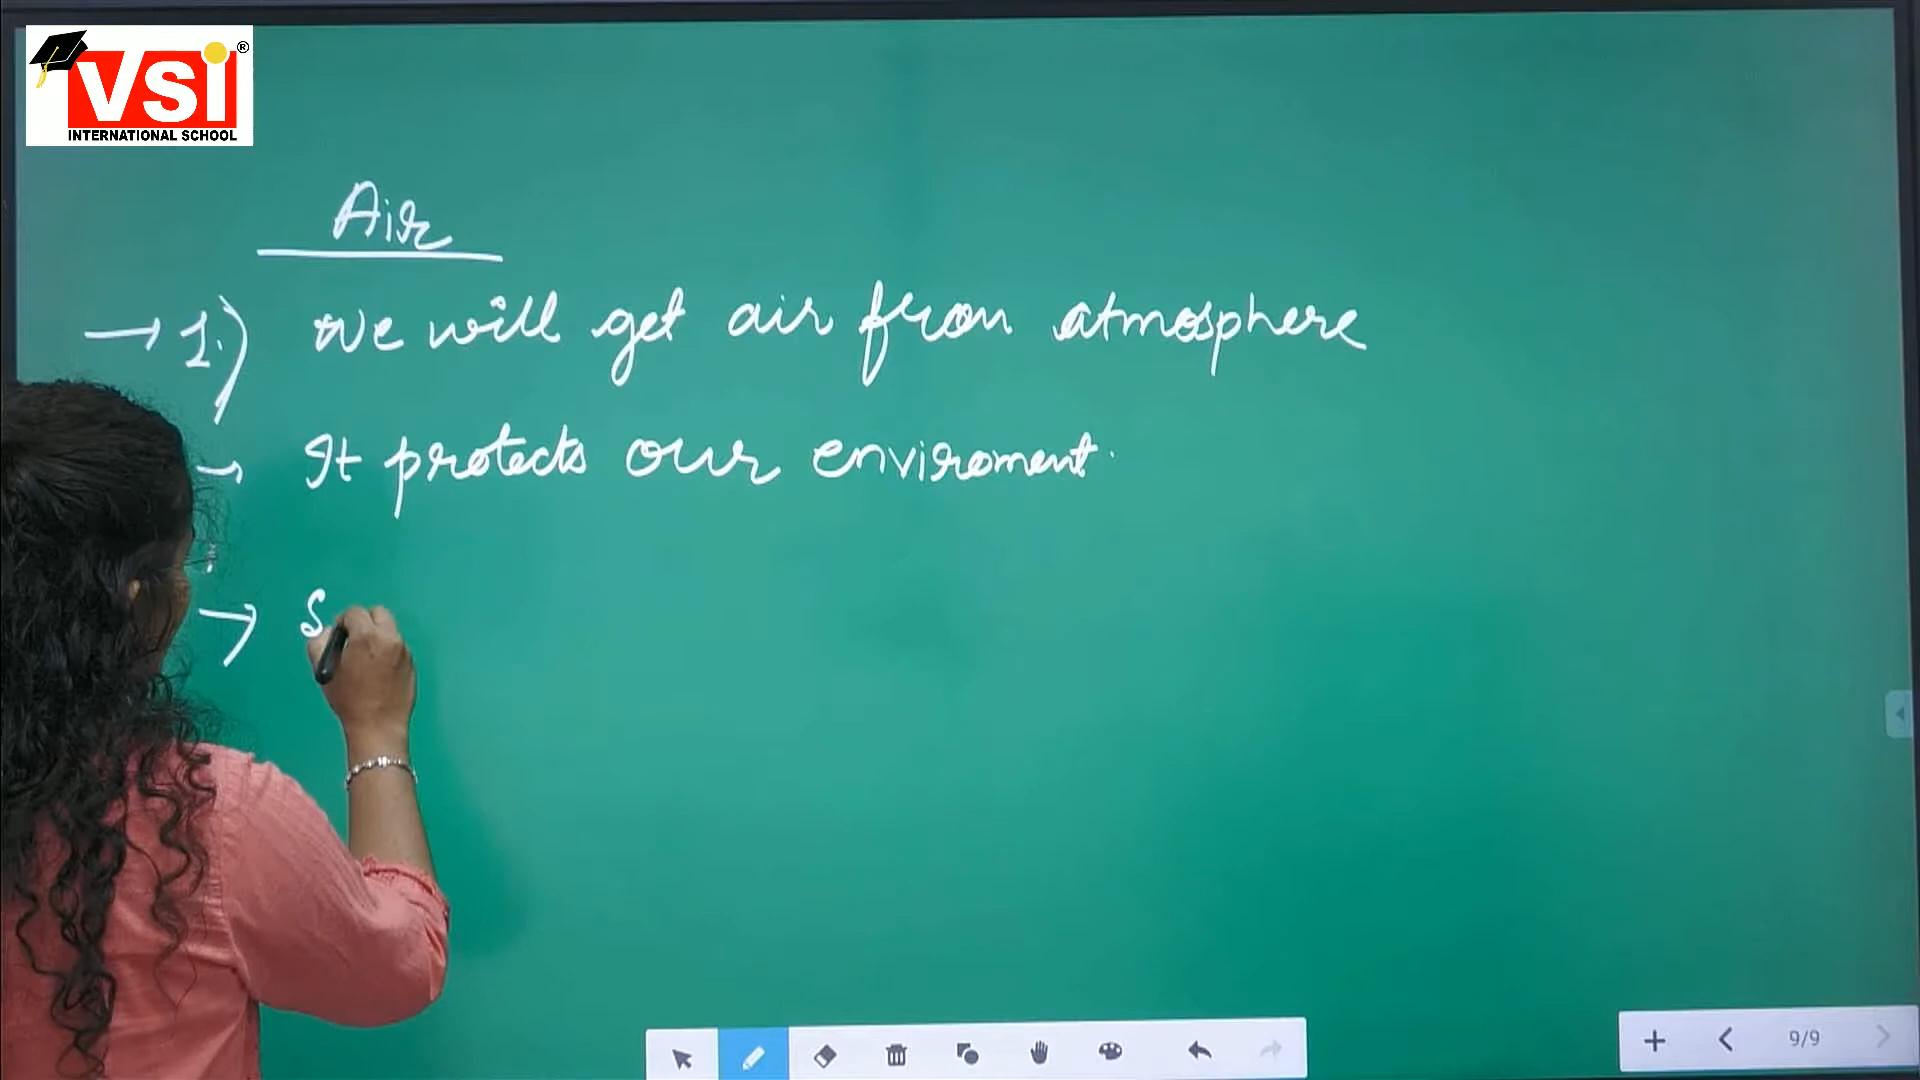 VSI®
INTERNATIONAL SCHOOL
Air
→ 1.) We will get air from atmosphere
→ It protects our enviroment.
→ S
9/9